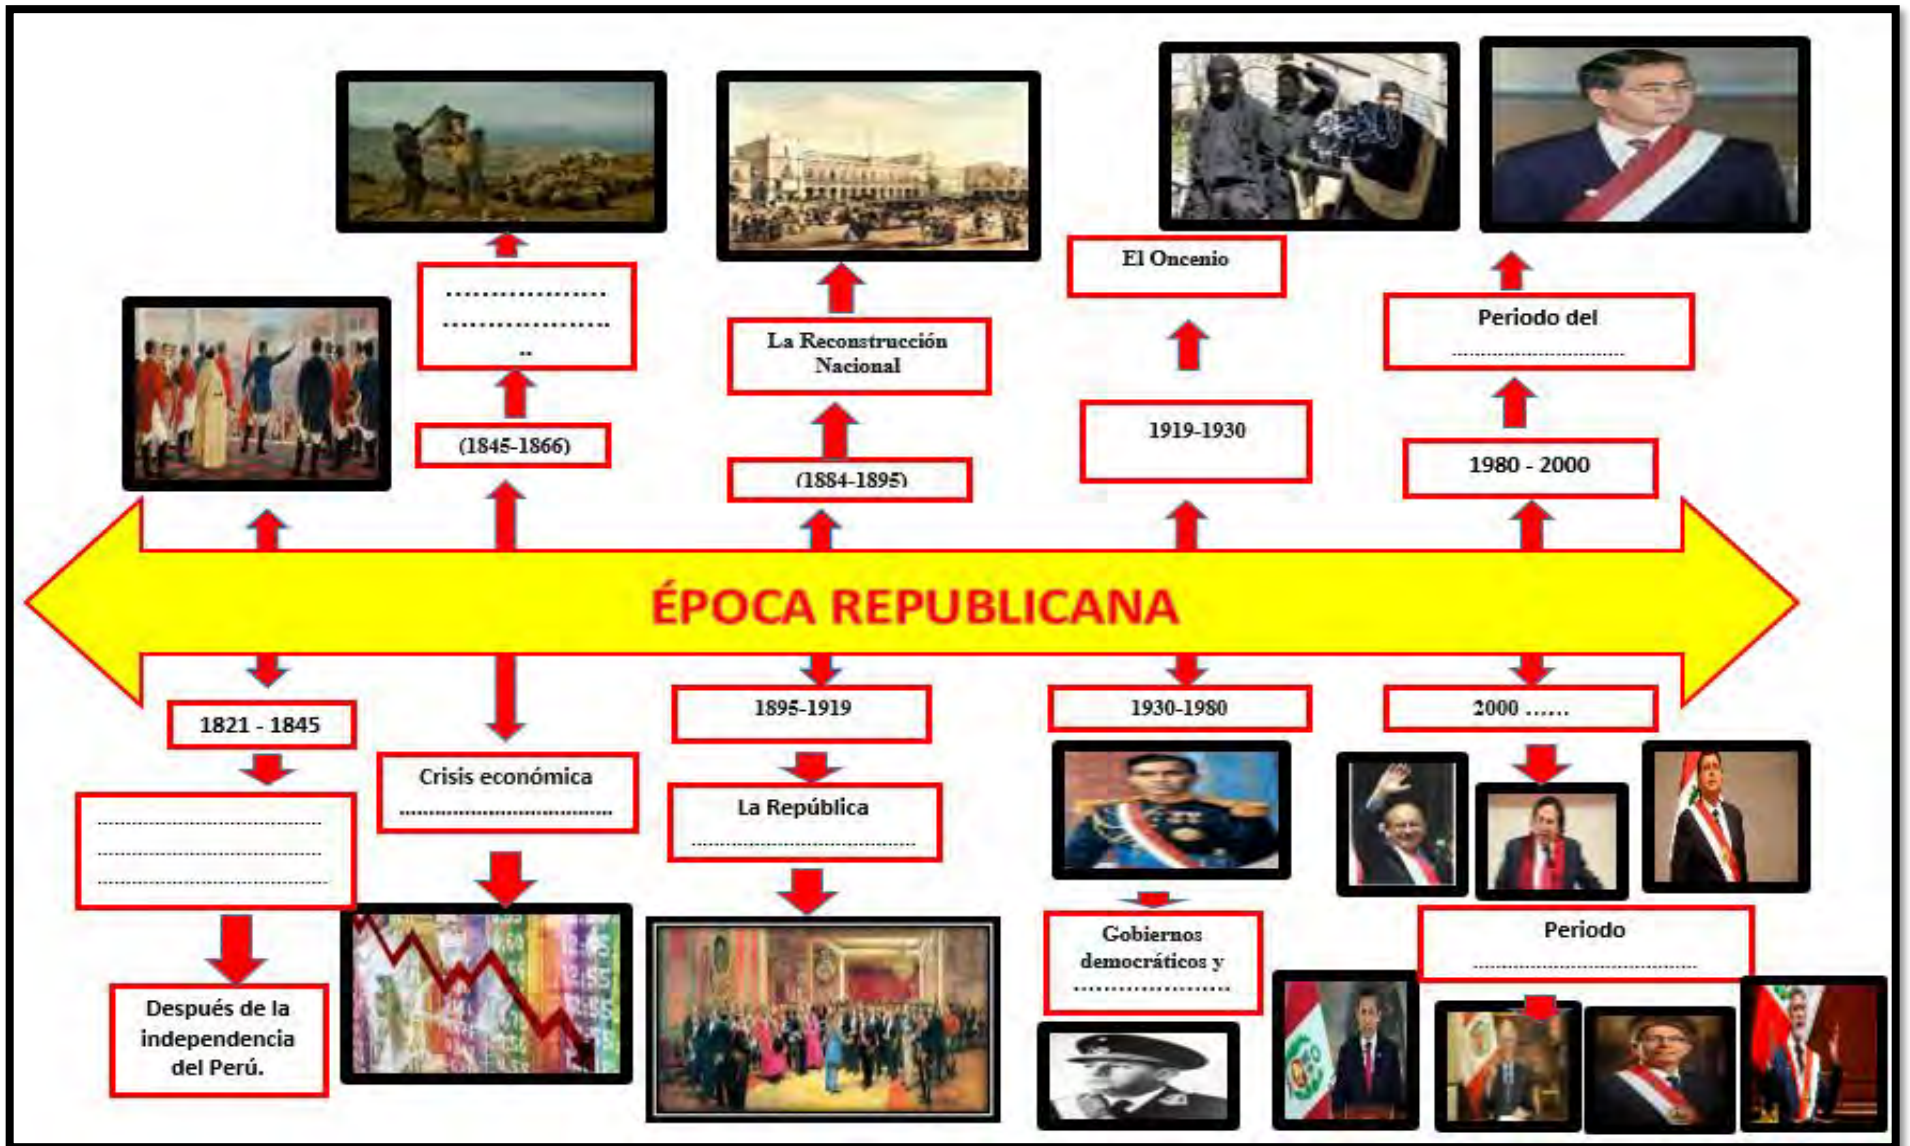 El Oncenio
Periodo del
..............................
....................
....................
..
La Reconstrucción
Nacional
1919-1930
(1845-1866)
1980 - 2000
(1884-1895)
ÉPOCA REPUBLICANA
1821 - 1845
1895-1919
1930-1980
2000 ......
........................................
........................................
........................................
Crisis económica
........................................
La República
........................................
Gobiernos
democráticos y
......................
Periodo
........................................
Después de la
independencia
del Perú.